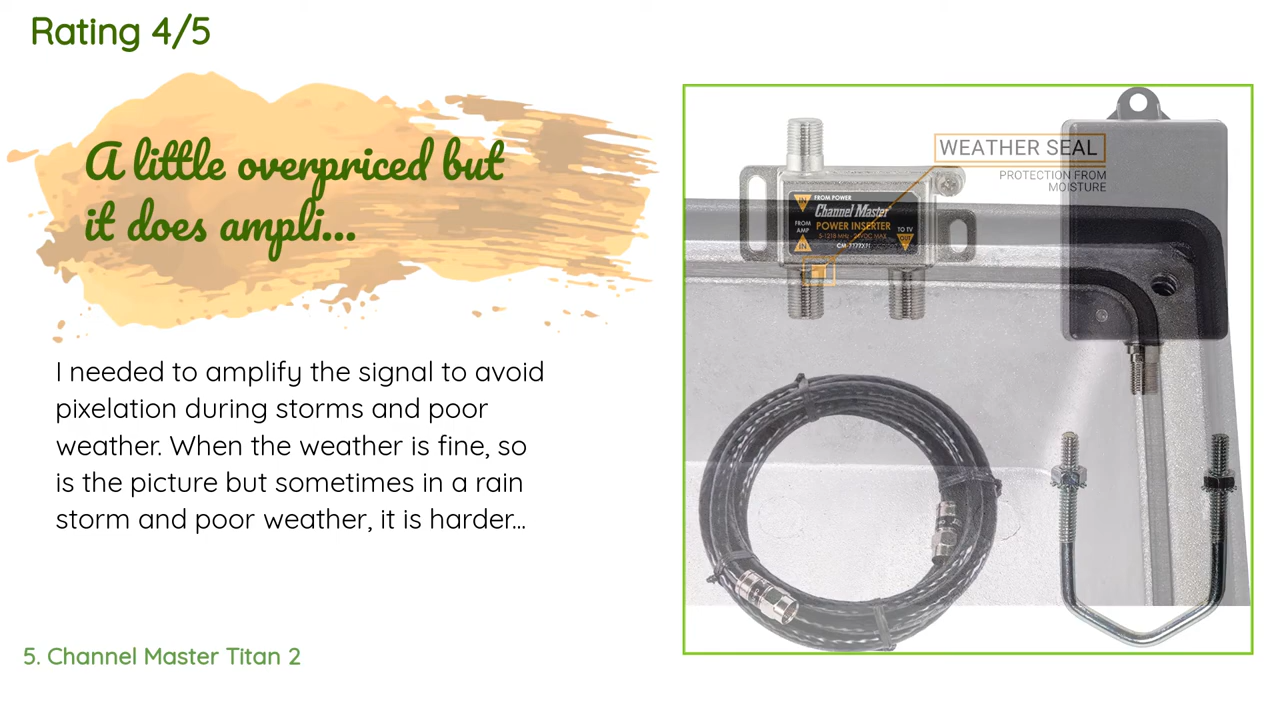 Rating 4/5
A little overpriced but
it does ampli...
I needed to amplify the signal to avoid
pixelation during storms and poor
weather. When the weather is fine, so
is the picture but sometimes in a rain
storm and poor weather, it is harder...
5. Channel Master Titan 2
WEATHER SEAL
PROTECTION FROM
MOISTURE
IN
FROM POWER
Channel Master
POWER INSERTER
FROM
AMP
IN
TO TV
OUT